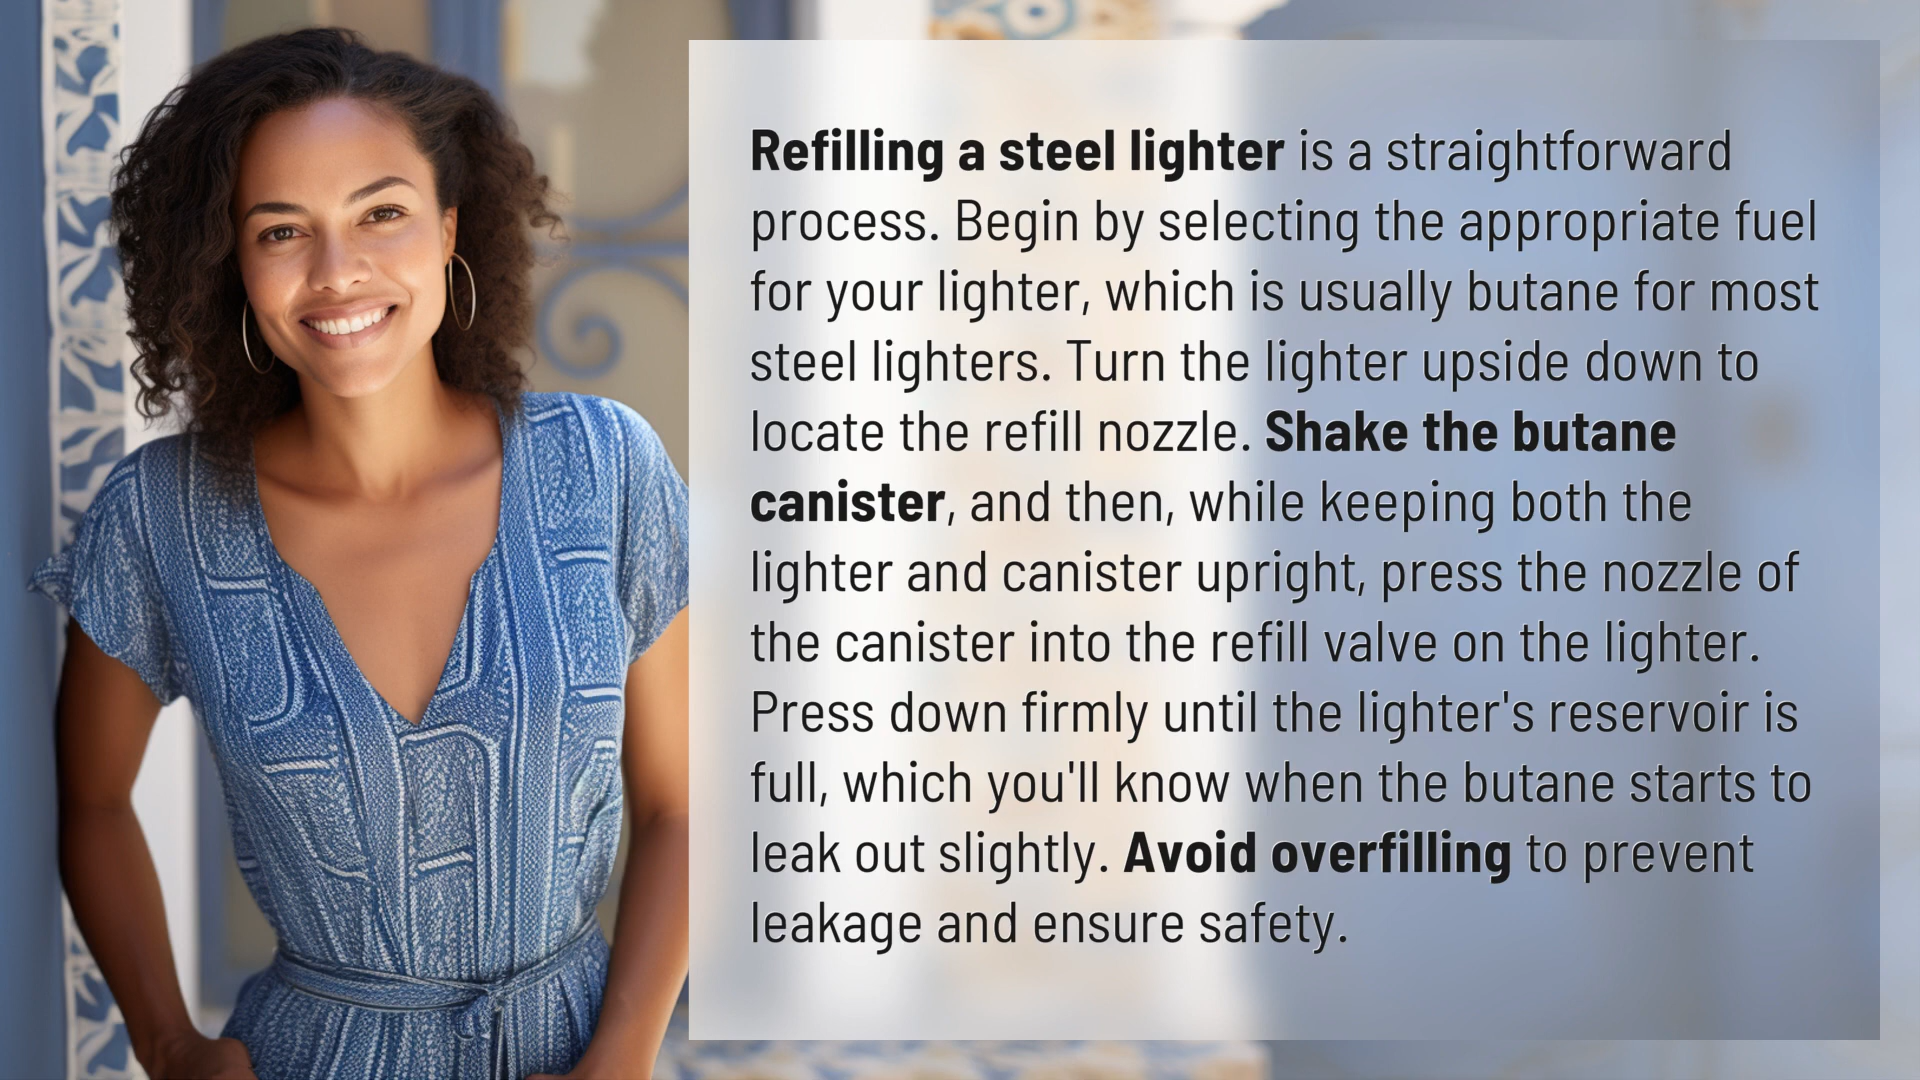 Refilling a steel lighter is a straightforward
process. Begin by selecting the appropriate fuel
for your lighter, which is usually butane for most
steel lighters. Turn the lighter upside down to
locate the refill nozzle. Shake the butane
canister, and then, while keeping both the
lighter and canister upright, press the nozzle of
the canister into the refill valve on the lighter.
Press down firmly until the lighter's reservoir is
full, which you'll know when the butane starts to
leak out slightly. Avoid overfilling to prevent
leakage and ensure safety.